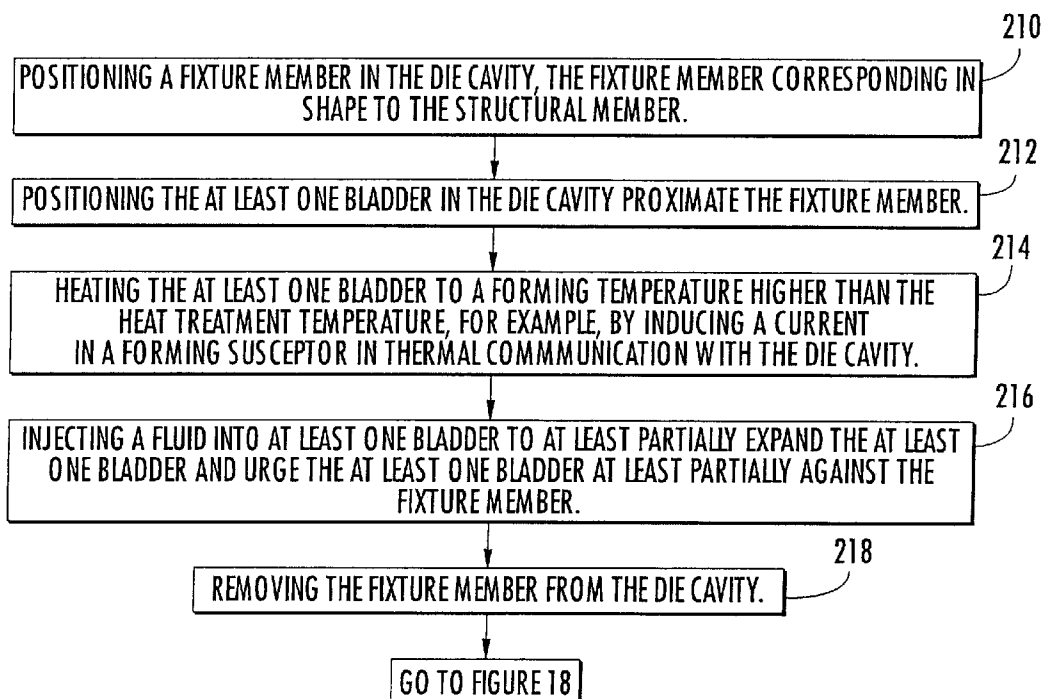 210
POSITIONING A FIXTURE MEMBER IN THE DIE CAVITY, THE FIXTURE MEMBER CORRESPONDING IN
SHAPE TO THE STRUCTURAL MEMBER.
212
POSITIONING THE AT LEAST ONE BLADDER IN THE DIE CAVITY PROXIMATE THE FIXTURE MEMBER.
214
HEATING THE AT LEAST ONE BLADDER TO A FORMING TEMPERATURE HIGHER THAN THE
HEAT TREATMENT TEMPERATURE, FOR EXAMPLE, BY INDUCING A CURRENT
IN A FORMING SUSCEPTOR IN THERMAL COMMMUNICATION WITH THE DIE CAVITY.
216
INJECTING A FLUID INTO AT LEAST ONE BLADDER TO AT LEAST PARTIALLY EXPAND THE AT LEAST
ONE BLADDER AND URGE THE AT LEAST ONE BLADDER AT LEAST PARTIALLY AGAINST THE
FIXTURE MEMBER.
218
REMOVING THE FIXTURE MEMBER FROM THE DIE CAVITY.
GO TO FIGURE 18